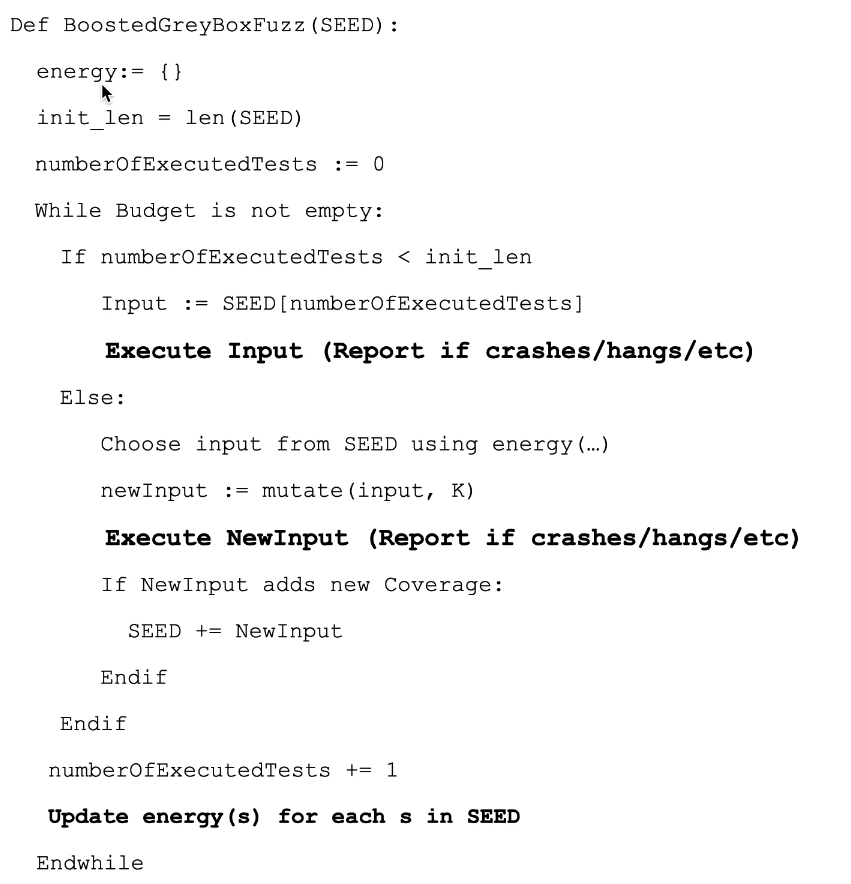 Def BoostedGreyBoxFuzz(SEED):
energy:= {}
init_len = len(SEED)
numberOfExecutedTests := 0
While Budget is not empty:
If numberOfExecutedTests < init_len
Input := SEED[numberOfExecutedTests]
Execute Input (Report if crashes/hangs/etc)
Else:
Choose input from SEED using energy(…)
newInput := mutate(input, K)
Execute NewInput (Report if crashes/hangs/etc)
If NewInput adds new Coverage:
SEED += NewInput
Endif
Endif
numberOfExecutedTests += 1
Update energy(s) for each s in SEED
Endwhile